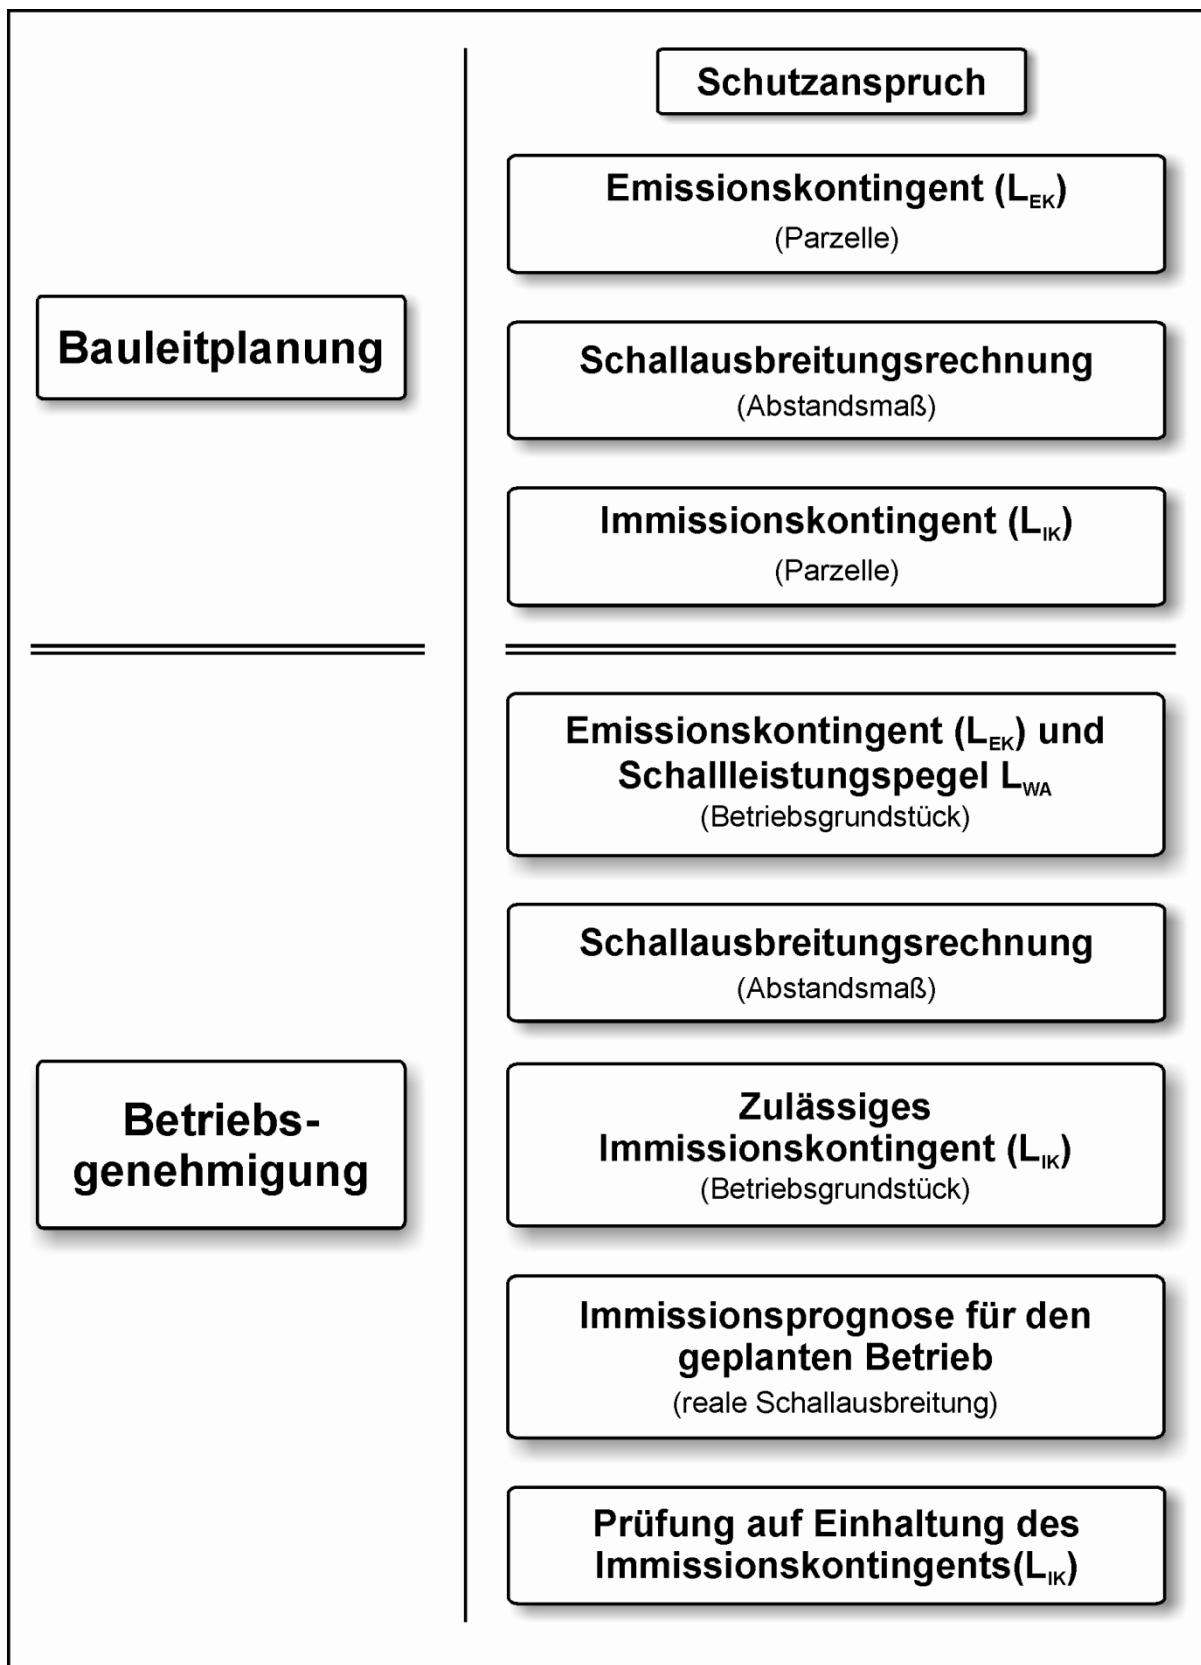 Schutzanspruch
Emissionskontingent (LEK)
(Parzelle)
Bauleitplanung
Schallausbreitungsrechnung
(Abstandsmaß)
Immissionskontingent (LIK)
(Parzelle)
Emissionskontingent (LEK) und
Schallleistungspegel LWA
(Betriebsgrundstück)
Schallausbreitungsrechnung
(Abstandsmaß)
Betriebs-
genehmigung
Zulässiges
Immissionskontingent (LIK)
(Betriebsgrundstück)
Immissionsprognose für den
geplanten Betrieb
(reale Schallausbreitung)
Prüfung auf Einhaltung des
Immissionskontingents(LIK)